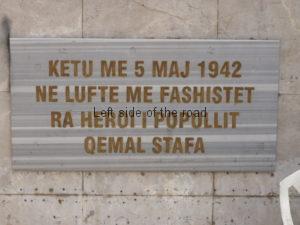 KETU ME 5 MAJ 1942
NE LUFTE ME FASHISTET
Left side of the road
RA HEROI I POPULLIT
QEMAL STAFA